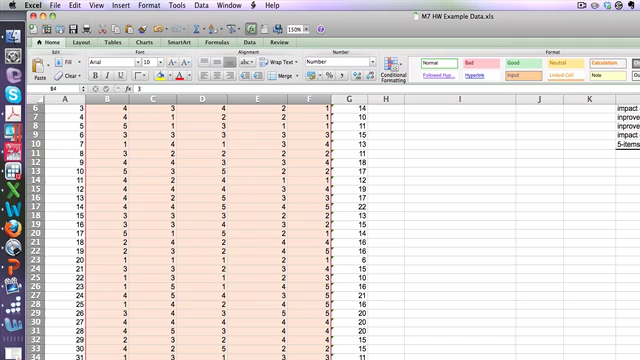 Excel File Edit View Insert Format Tools Data Window Help
M7 HW Example Data.xls
150%
Home Layout Tables Charts SmartArt Formulas Data Review
Edit Font Alignment Number Format
Fill Arial 10 abc Wrap Text Number Normal Bad Good Neutral Calculation
Paste Clear B I U Merge Conditional Formatting Followed Hyp... Hyperlink Input Linked Cell Note
B4 fx 3
A B C D E F G H I J K
6 3 4 3 4 2 1 14 impact
7 4 4 1 2 2 1 10 inprove
8 5 5 1 3 1 1 11 inprove
9 6 3 3 3 3 3 15 impact
10 7 1 4 1 3 4 13 5-items
11 8 3 2 2 2 2 11
12 9 4 4 3 3 4 18
13 10 5 3 5 2 2 17
14 11 4 2 4 1 1 12
15 12 4 4 4 3 4 19
16 13 4 2 5 3 3 17
17 14 4 4 4 5 5 22
18 15 3 3 3 2 2 13
19 16 3 3 4 3 2 15
20 17 5 1 5 2 1 14
21 18 2 4 2 4 4 16
22 19 2 3 2 4 5 16
23 20 1 1 2 1 1 6
24 21 3 3 2 3 4 15
25 22 1 3 1 2 3 10
26 23 1 5 1 4 5 16
27 24 4 5 4 3 5 21
28 25 1 4 2 4 5 16
29 26 3 4 3 5 5 20
30 27 4 4 4 4 4 20
31 28 4 5 3 4 4 20
32 29 2 3 2 4 4 15
33 30 4 2 5 2 2 15
34 31 1 3 1 3 3 11